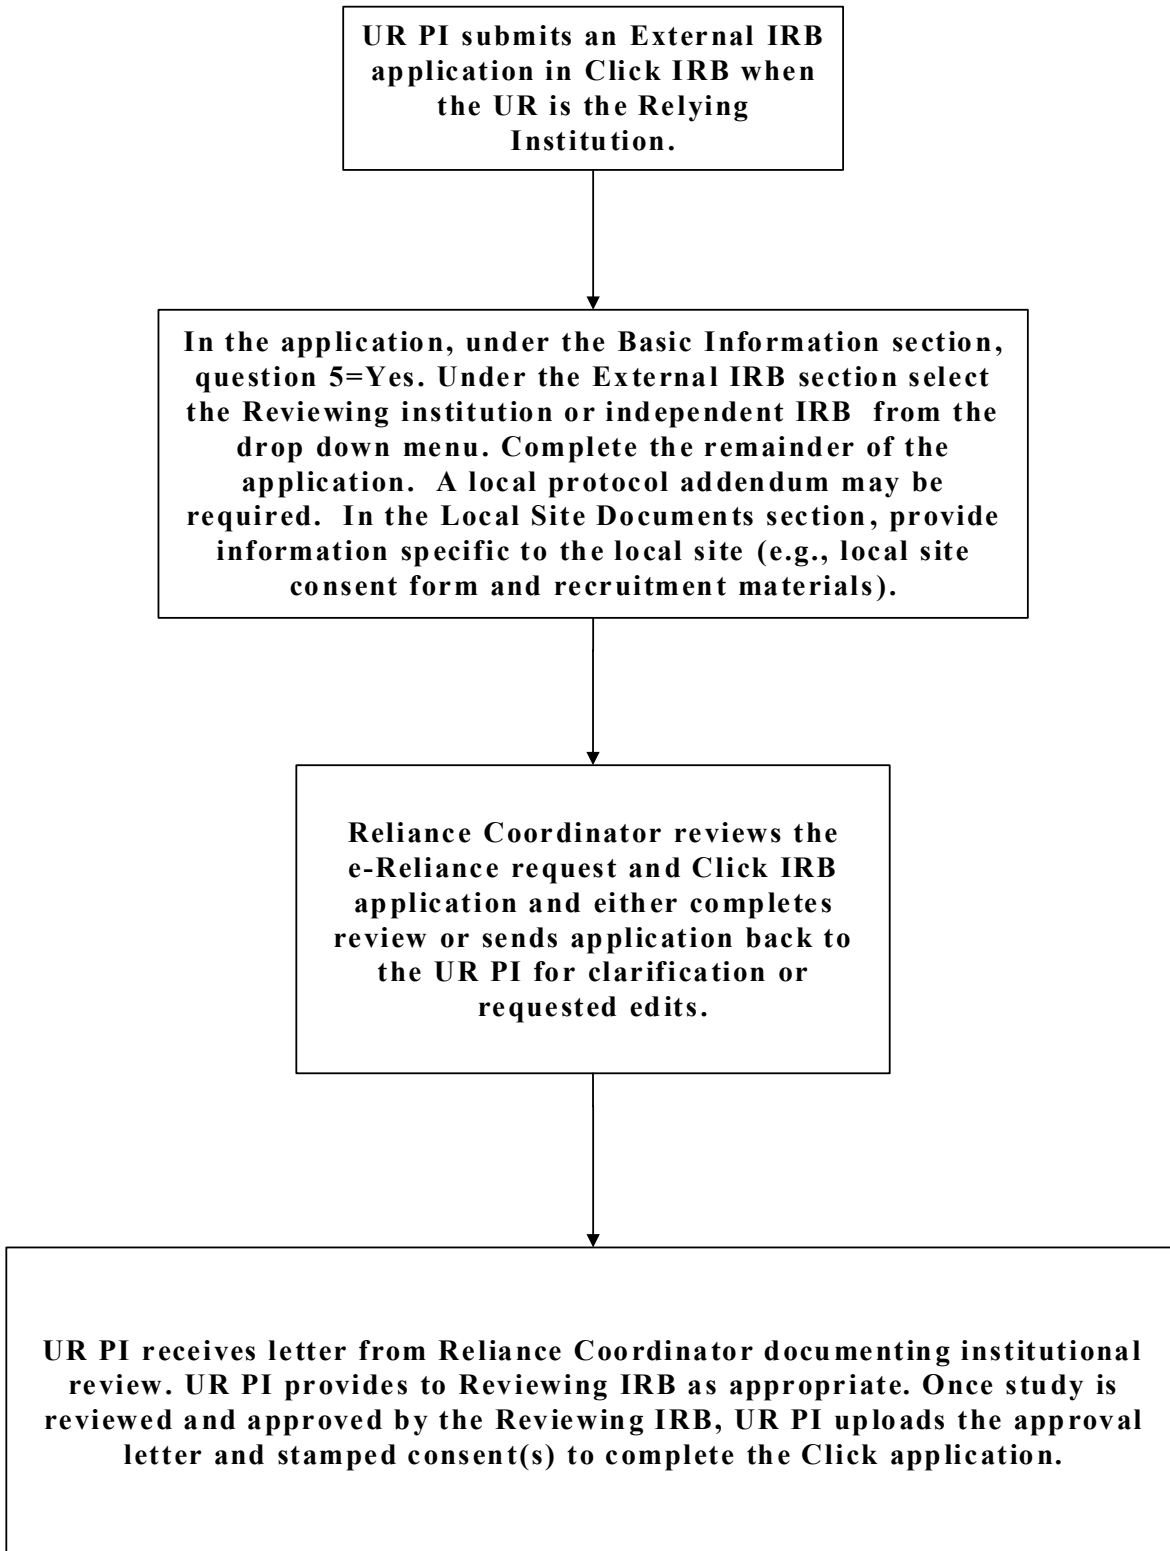 UR PI submits an External IRB
application in Click IRB when
the UR is the Relying
Institution.
In the application, under the Basic Information section,
question 5=Yes. Under the External IRB section select
the Reviewing institution or independent IRB from the
drop down menu. Complete the remainder of the
application. A local protocol addendum may be
required. In the Local Site Documents section, provide
information specific to the local site (e.g., local site
consent form and recruitment materials).
Reliance Coordinator reviews the
e-Reliance request and Click IRB
application and either completes
review or sends application back to
the UR PI for clarification or
requested edits.
UR PI receives letter from Reliance Coordinator documenting institutional
review. UR PI provides to Reviewing IRB as appropriate. Once study is
reviewed and approved by the Reviewing IRB, UR PI uploads the approval
letter and stamped consent(s) to complete the Click application.